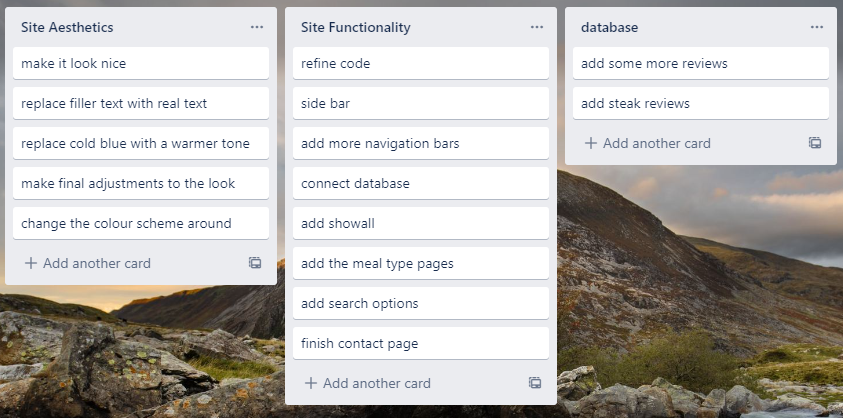 Site Aesthetics
make it look nice
replace filler text with real text
replace cold blue with a warmer tone
make final adjustments to the look
change the colour scheme around
Add another card
Site Functionality
refine code
side bar
add more navigation bars
connect database
add showall
add the meal type pages
add search options
finish contact page
Add another card
database
add some more reviews
add steak reviews
Add another card